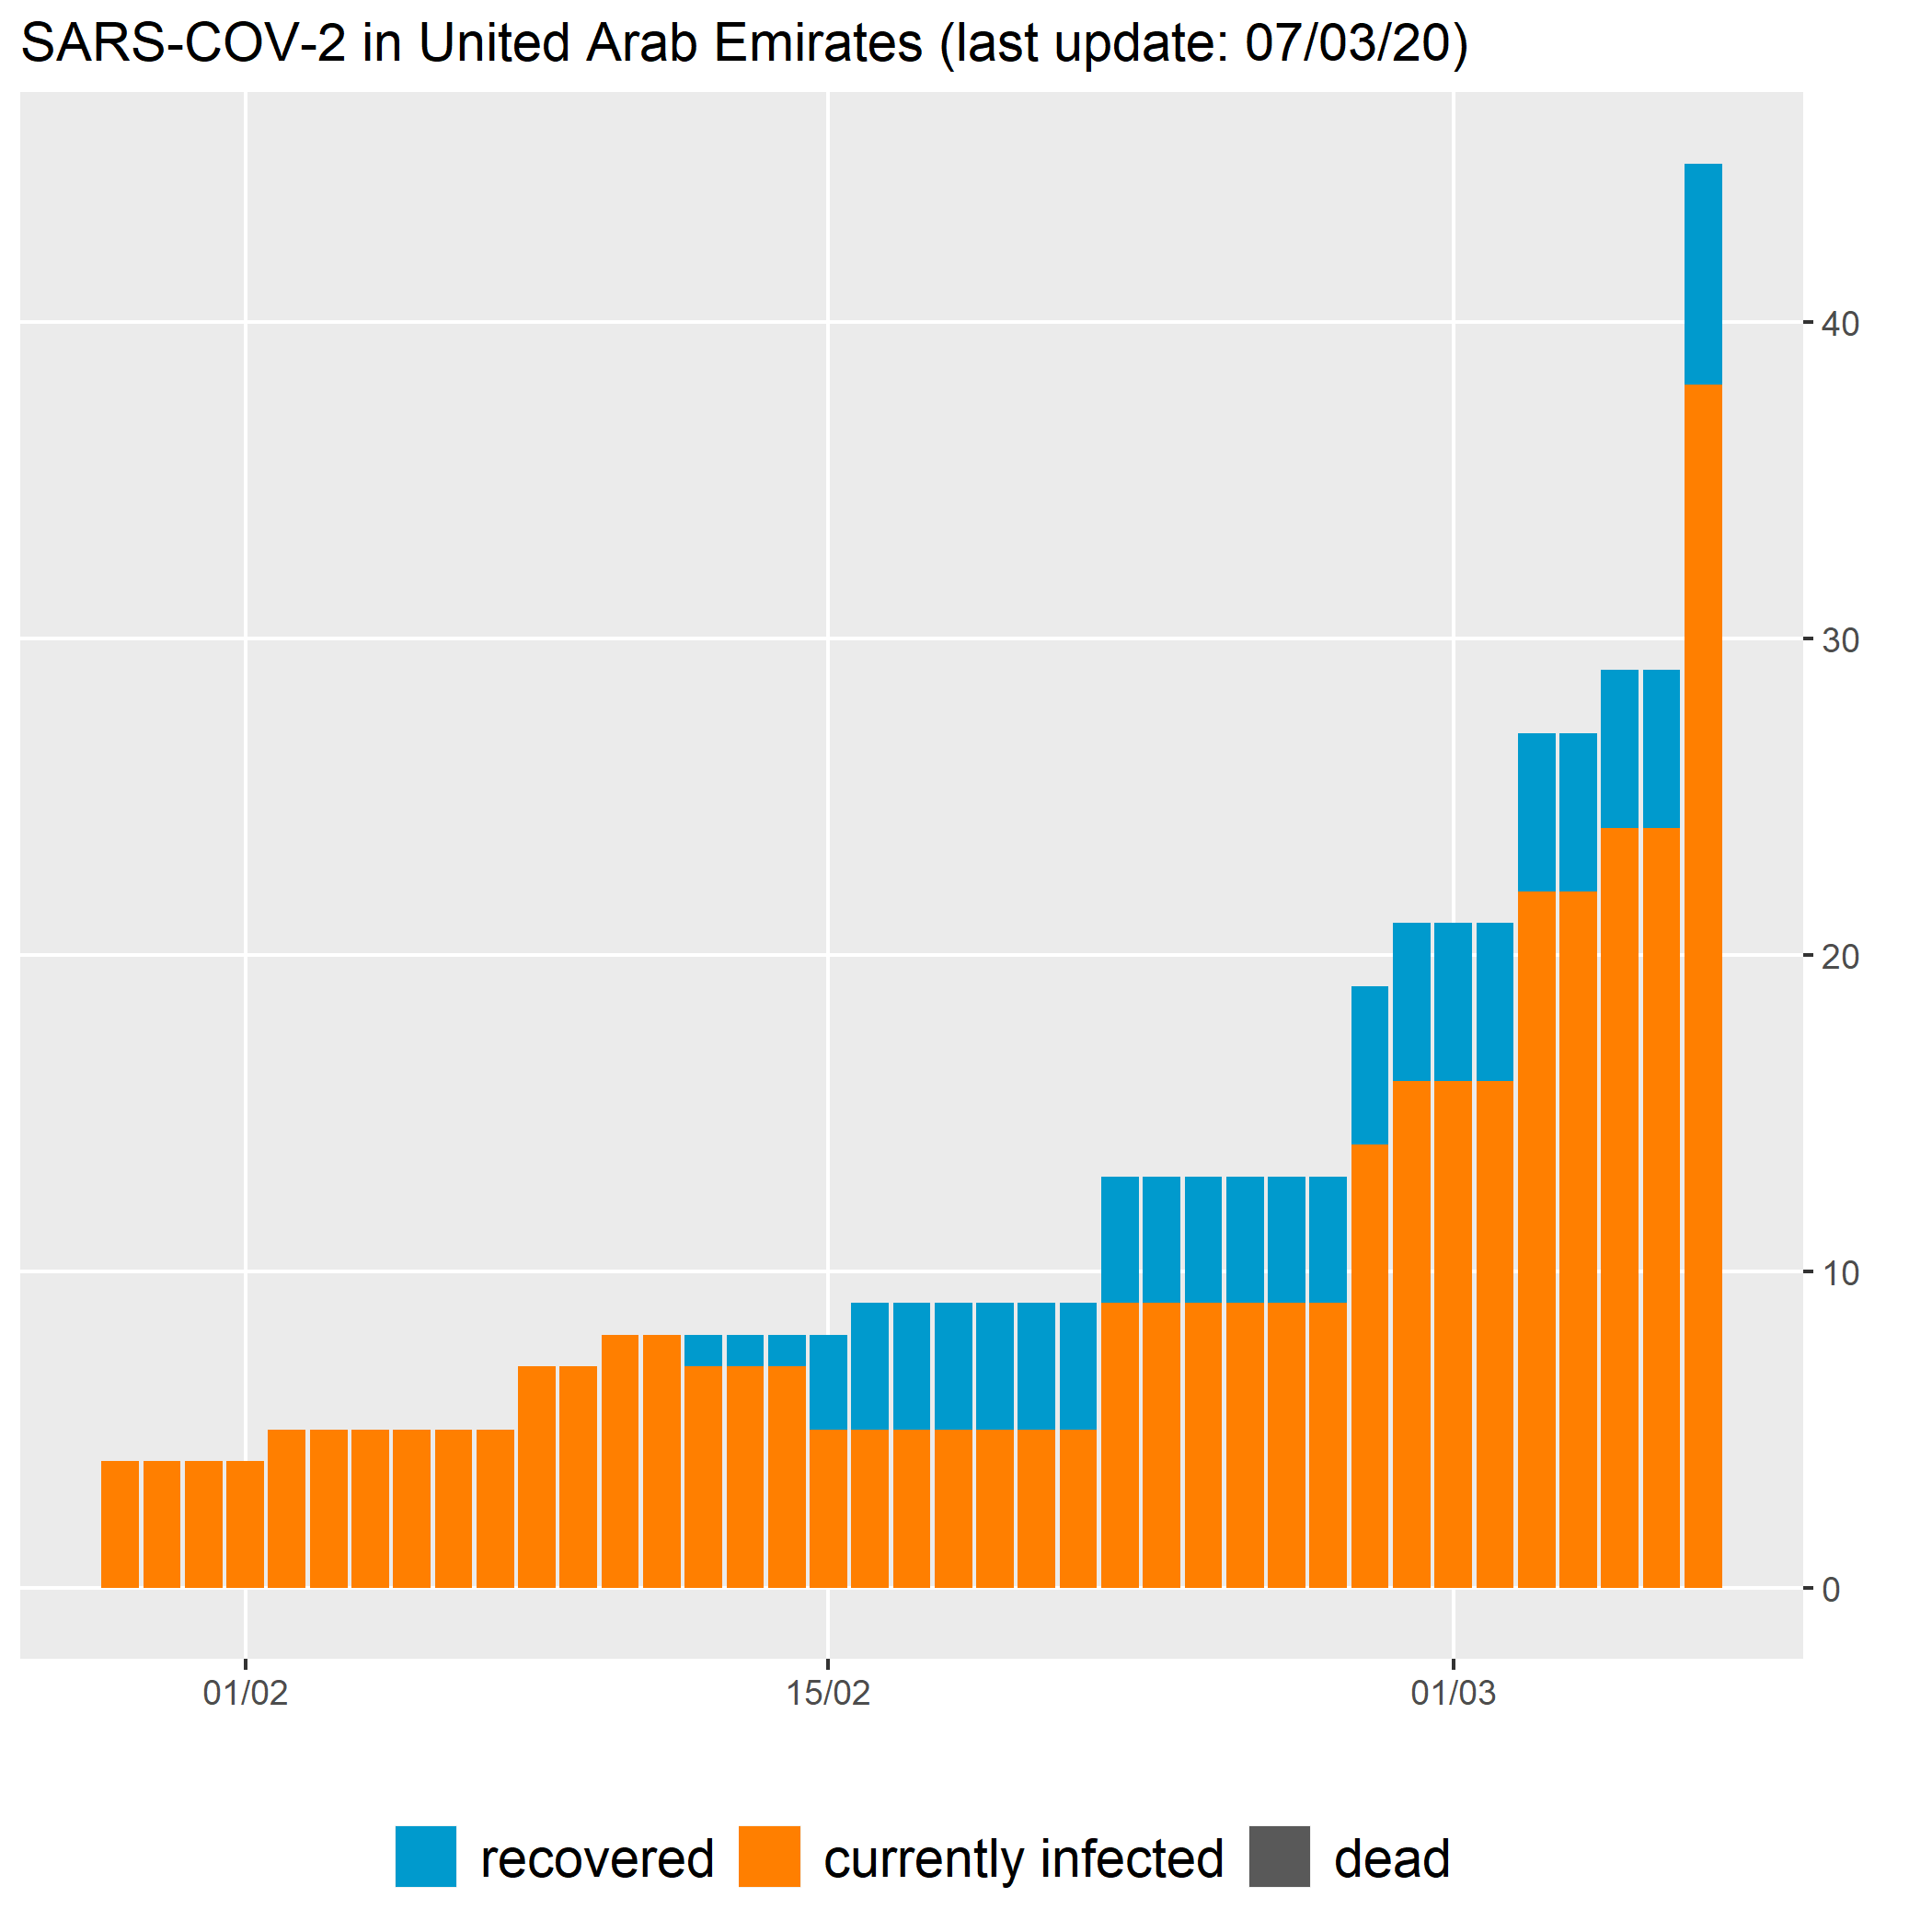 SARS-COV-2 in United Arab Emirates (last update: 07/03/20)
40
30
20
10
0
01/02 15/02 01/03
recovered currently infected dead